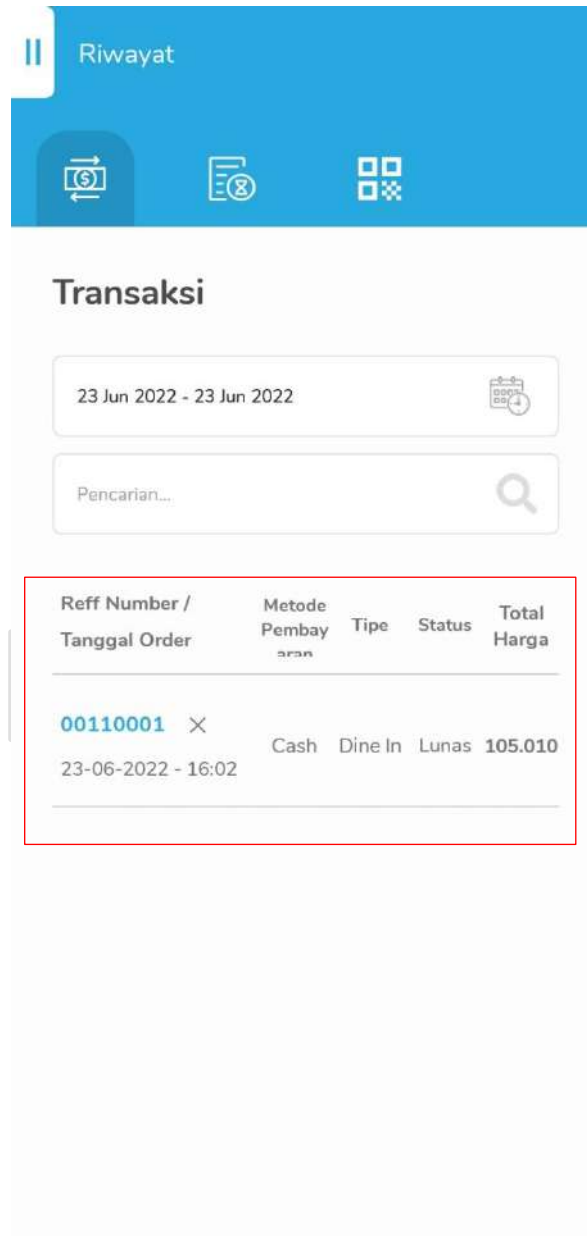 Riwayat
Transaksi
23 Jun 2022 - 23 Jun 2022
Pencarian...
Reff Number /
Tanggal Order
Metode
Pembay
aran
Tipe
Status
Total
Harga
00110001
23-06-2022 - 16:02
Cash
Dine In
Lunas
105.010